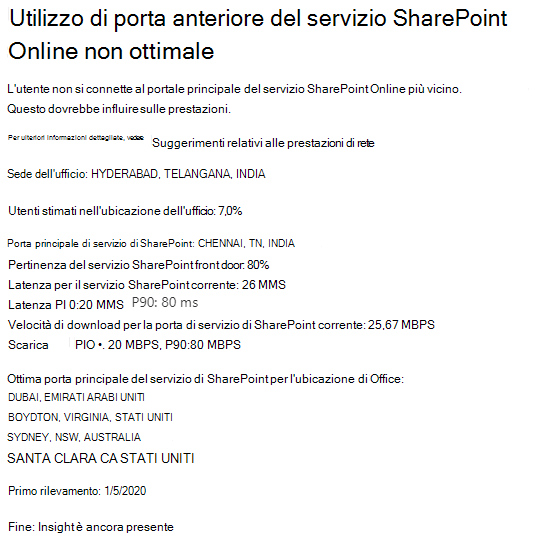 Utilizzo di porta anteriore del servizio SharePoint
Online non ottimale
L'utente non si connette al portale principale del servizio SharePoint Online più vicino.
Questo dovrebbe influire sulle prestazioni.
Per ulteriori informazioni dettagliate, vedere Suggerimenti relativi alle prestazioni di rete
Sede dell'ufficio: HYDERABAD, TELANGANA, INDIA
Utenti stimati nell'ubicazione dell'ufficio: 7,0%
Porta principale di servizio di SharePoint: CHENNAI, TN, INDIA
Pertinenza del servizio SharePoint front door: 80%
Latenza per il servizio SharePoint corrente: 26 MMS
Latenza PI 0:20 MMS P90: 80 ms
Velocità di download per la porta di servizio di SharePoint corrente: 25,67 MBPS
Scarica PIO •. 20 MBPS, P90:80 MBPS
Ottima porta principale del servizio di SharePoint per l'ubicazione di Office:
DUBAI, EMIRATI ARABI UNITI
BOYDTON, VIRGINIA, STATI UNITI
SYDNEY, NSW, AUSTRALIA
SANTA CLARA CA STATI UNITI
Primo rilevamento: 1/5/2020
Fine: Insight è ancora presente